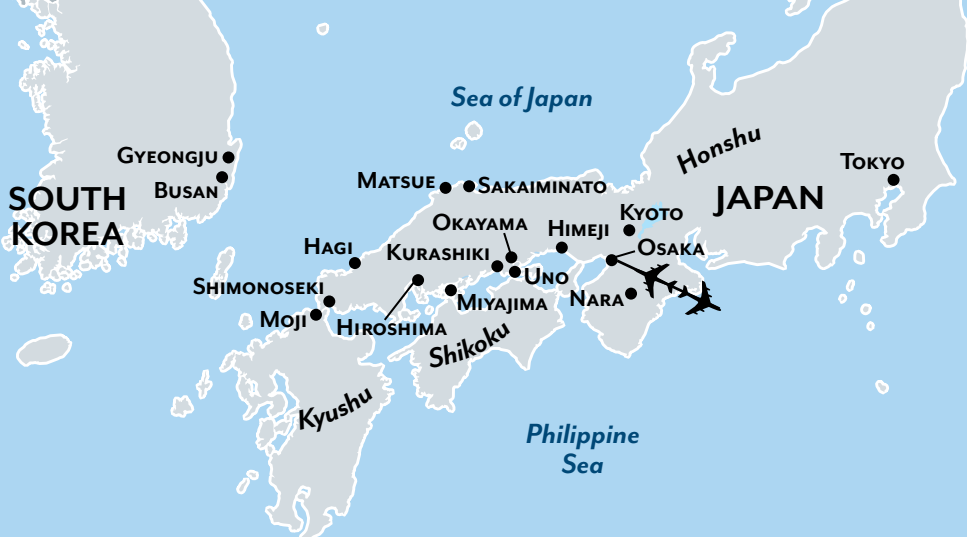 Sea of Japan
Honshu
Gyeongju
Tokyo
Busan
Matsue
Sakaiminato
SOUTH
KOREA
JAPAN
Kyoto
Okayama
Himeji
Hagi
Kurashiki
Osaka
Uno
Shimonoseki
Miyajima
Nara
Moji
Hiroshima
Shikoku
Kyushu
Philippine
Sea